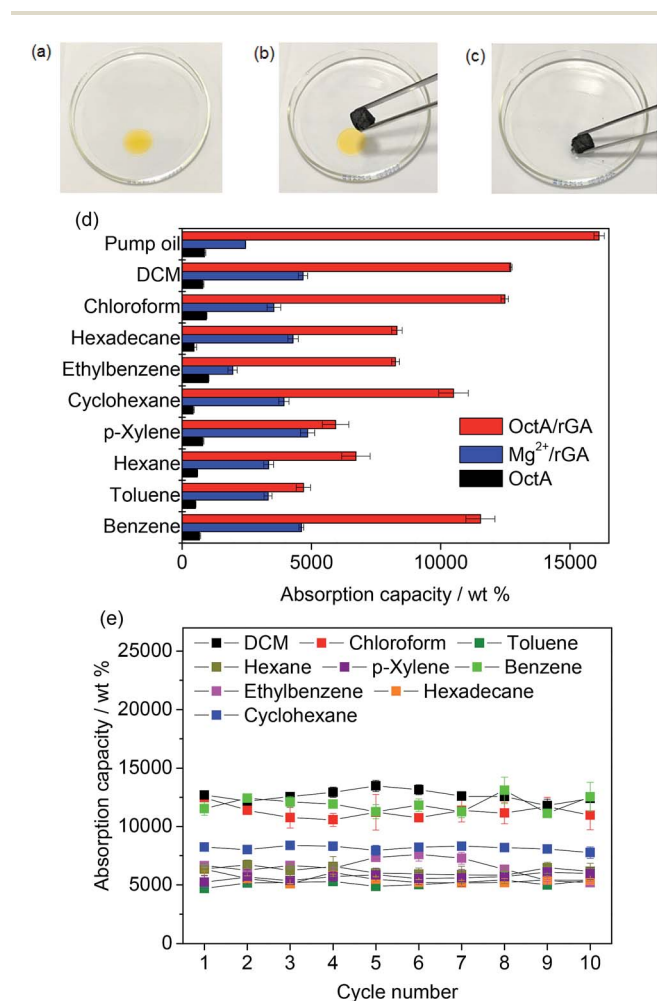 (a) (b) (c)
(d)
Pump oil
DCM
Chloroform
Hexadecane
Ethylbenzene
Cyclohexane
p-Xylene
Hexane
Toluene
Benzene
OctA/rGA
Mg²⁺/rGA
OctA
0 5000 10000 15000
Absorption capacity / wt %
(e)
DCM Chloroform Toluene
Hexane p-Xylene Benzene
Ethylbenzene Hexadecane
Cyclohexane
25000
20000
15000
10000
5000
0
Absorption capacity / wt %
1 2 3 4 5 6 7 8 9 10
Cycle number